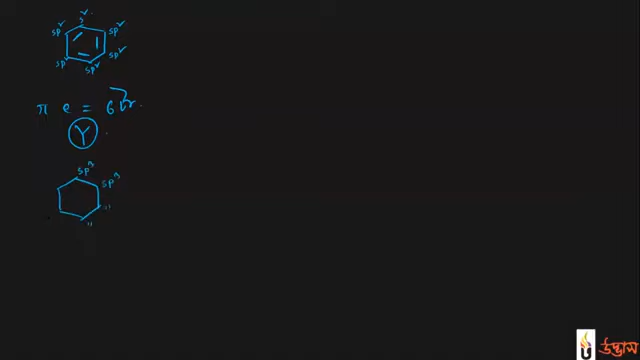 sp² sp²
sp²
sp² sp²
π e = 6 টি
Y
sp³
sp³
"
"
উদ্ভাস